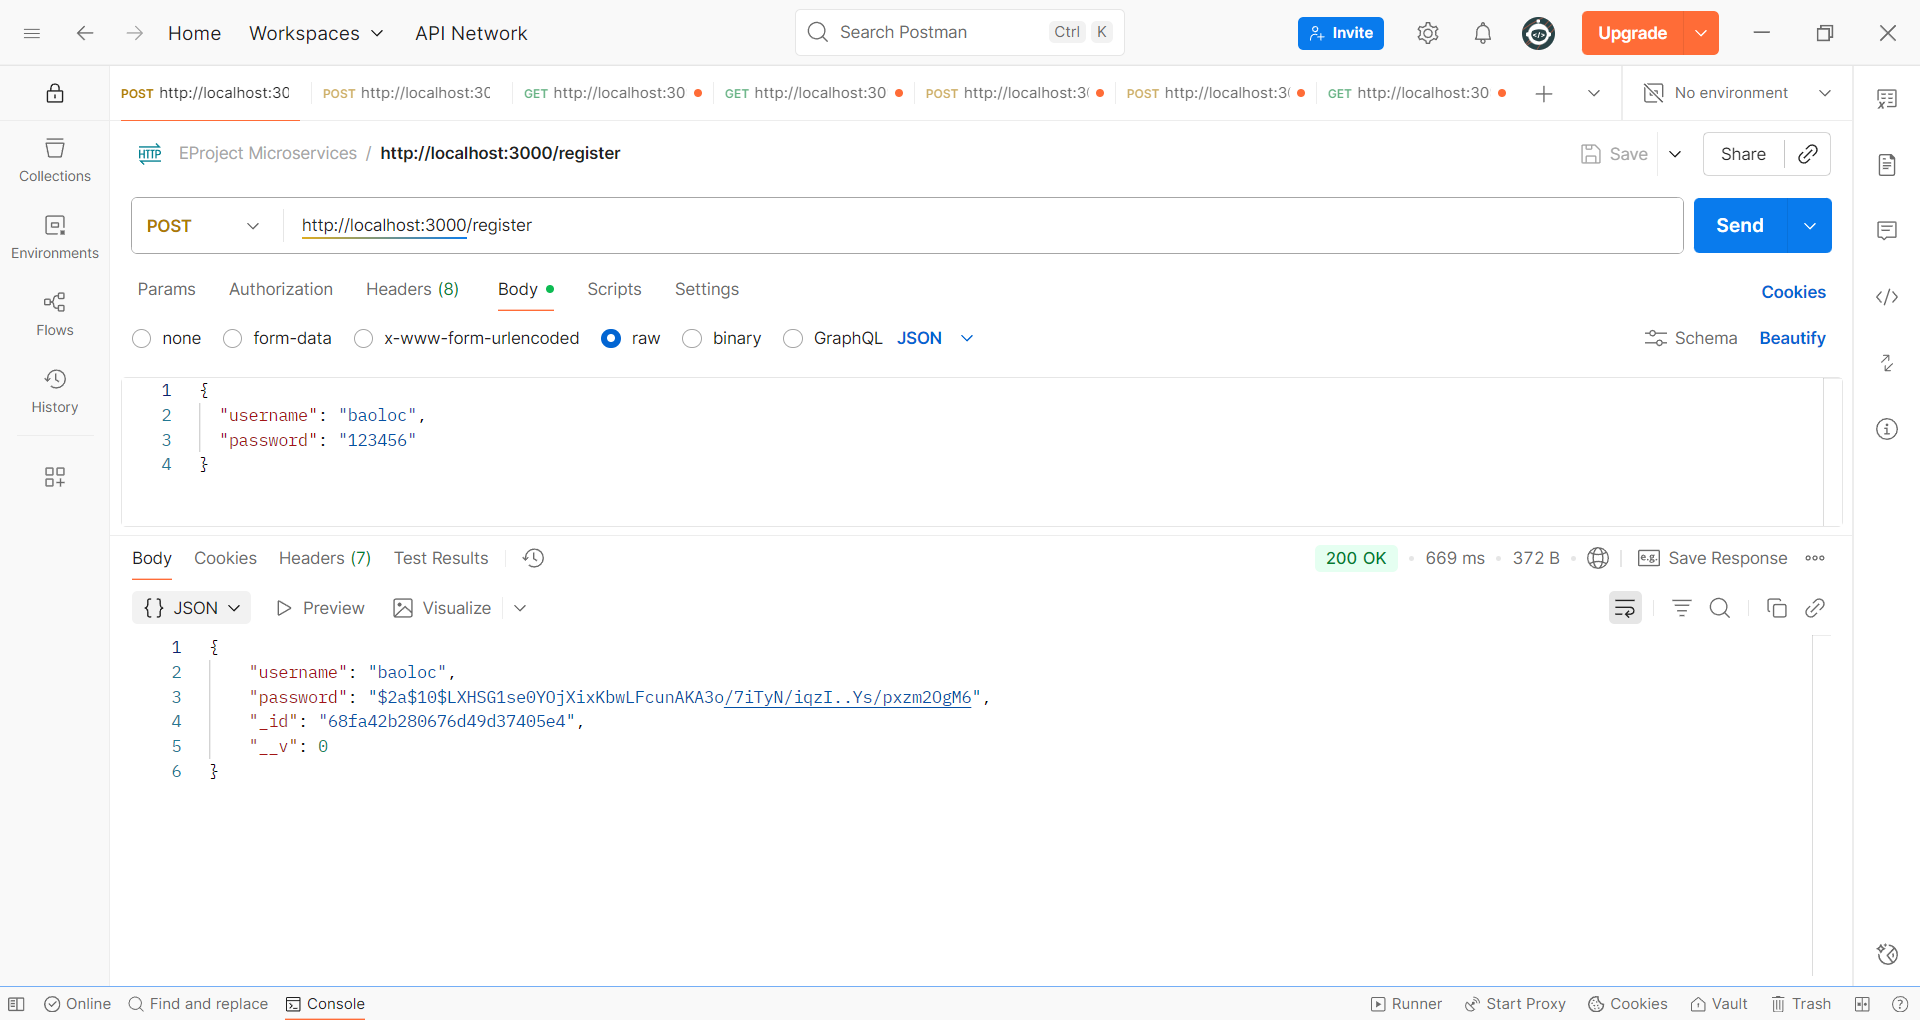 Home Workspaces API Network Search Postman Ctrl K Invite Upgrade
POST http://localhost:30 POST http://localhost:30 GET http://localhost:30 GET http://localhost:30 POST http://localhost:3 POST http://localhost:3 GET http://localhost:30 No environment
HTTP EProject Microservices / http://localhost:3000/register Save Share
Collections
POST http://localhost:3000/register Send
Environments
Params Authorization Headers (8) Body Scripts Settings Cookies
Flows
none form-data x-www-form-urlencoded raw binary GraphQL JSON Schema Beautify
History
1 {
2 "username": "baoloc",
3 "password": "123456"
4 }
Body Cookies Headers (7) Test Results 200 OK 669 ms 372 B e.g. Save Response
{} JSON Preview Visualize
1 {
2 "username": "baoloc",
3 "password": "$2a$10$LXHSG1se0YOjXixKbwLFcunAKA3o/7iTyN/iqzI..Ys/pxzm2OgM6",
4 "_id": "68fa42b280676d49d37405e4",
5 "__v": 0
6 }
Online Find and replace Console Runner Start Proxy Cookies Vault Trash